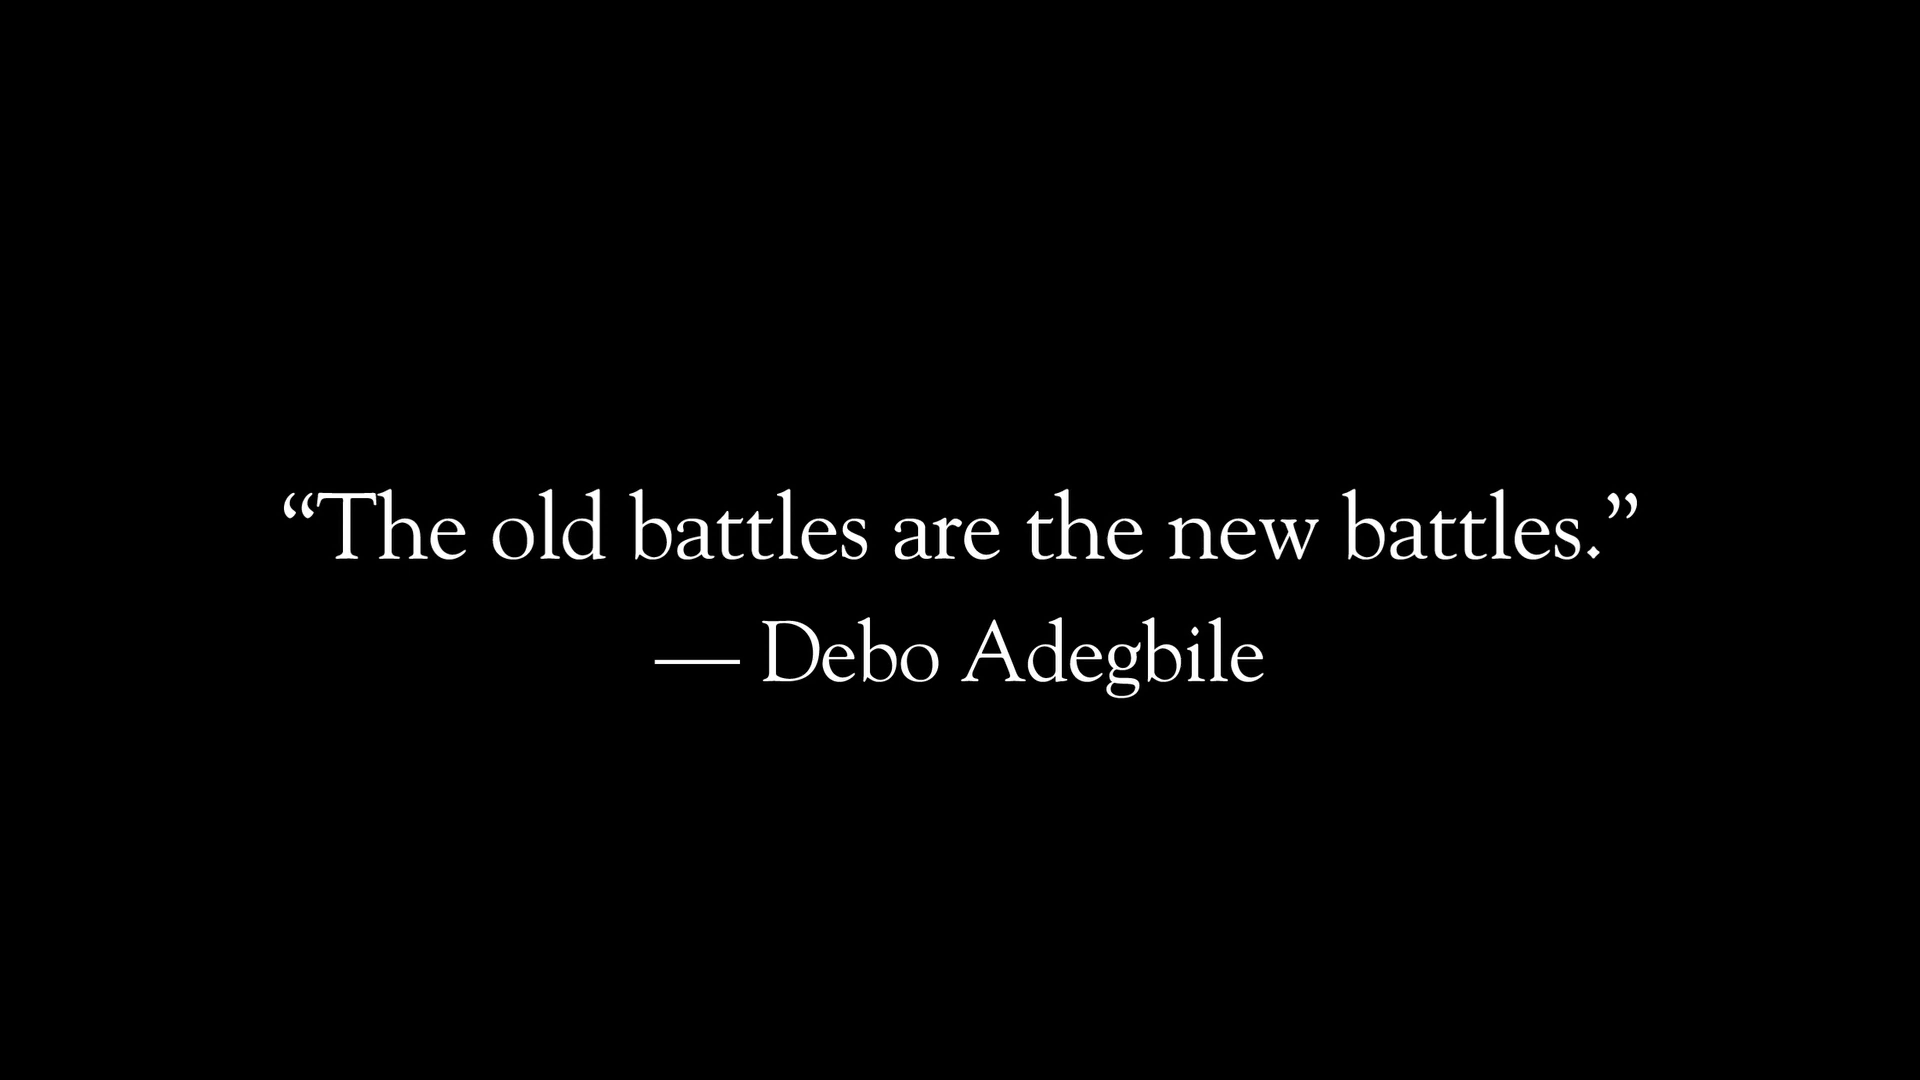 “The old battles are the new battles.”
— Debo Adegbile